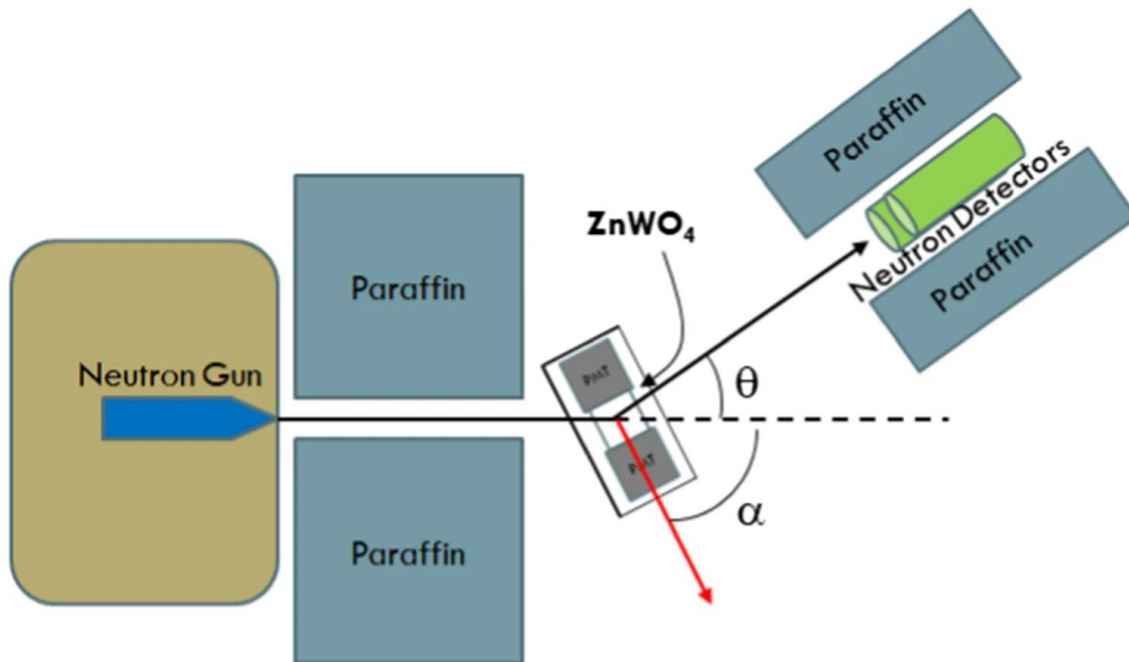 Paraffin
Neutron Detectors
Paraffin
ZnWO₄
Paraffin
Neutron Gun
PMT
θ
PMT
α
Paraffin